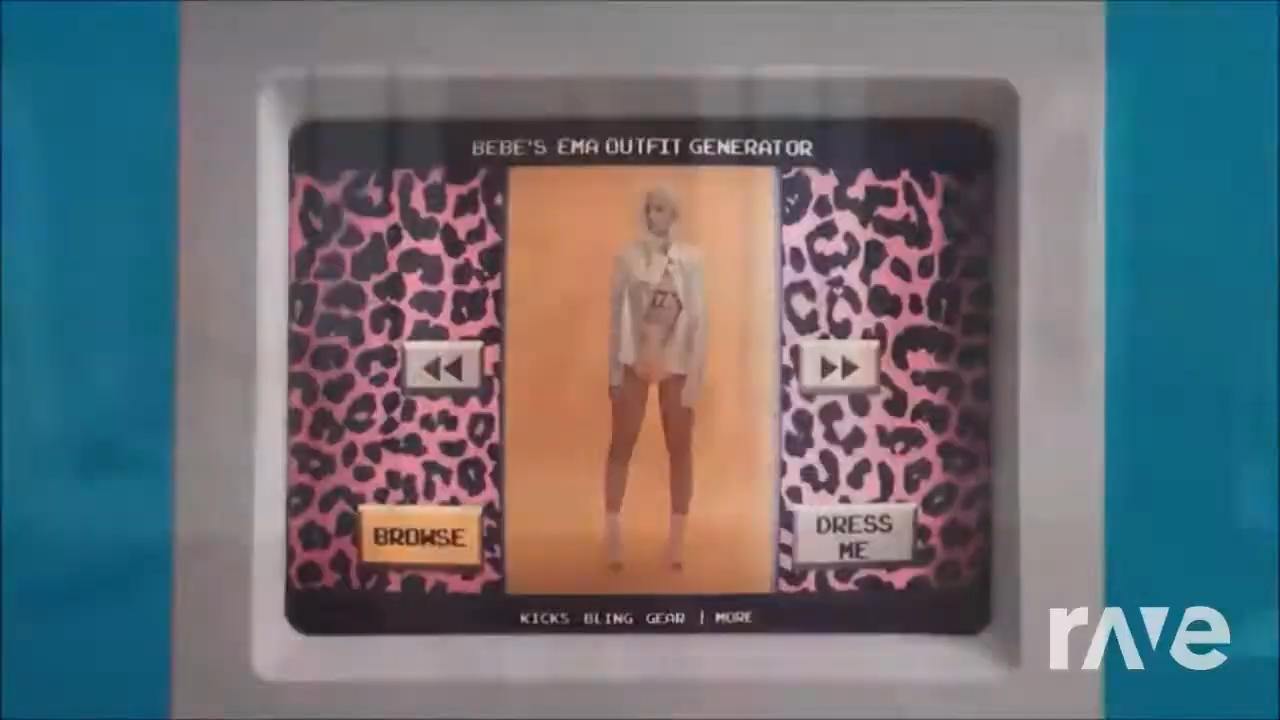 BEBE'S EMA OUTFIT GENERATOR
BROWSE
DRESS
ME
KICKS BLING GEAR | MORE
rave